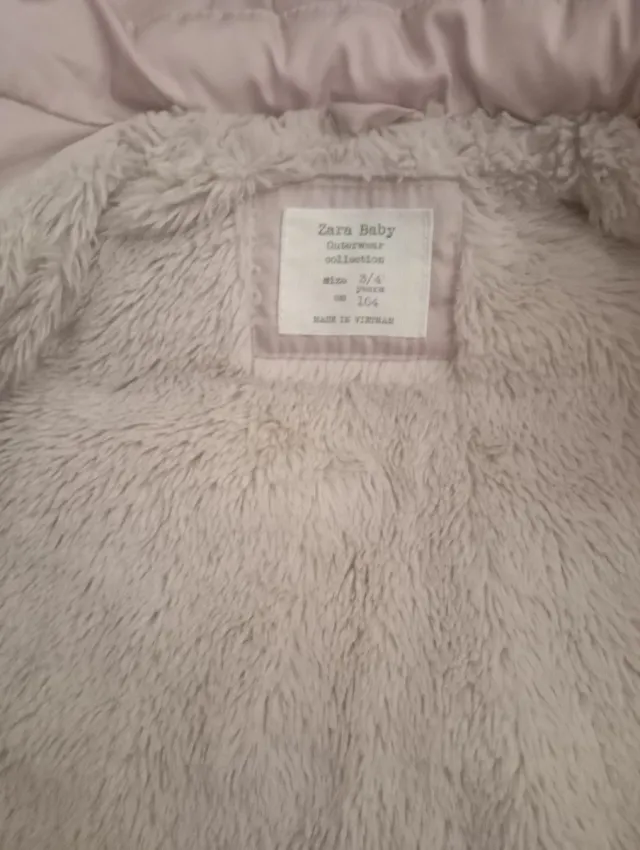 Zara Baby
Outerwear
collection
size 3/4
years
cm 104
MADE IN VIETNAM